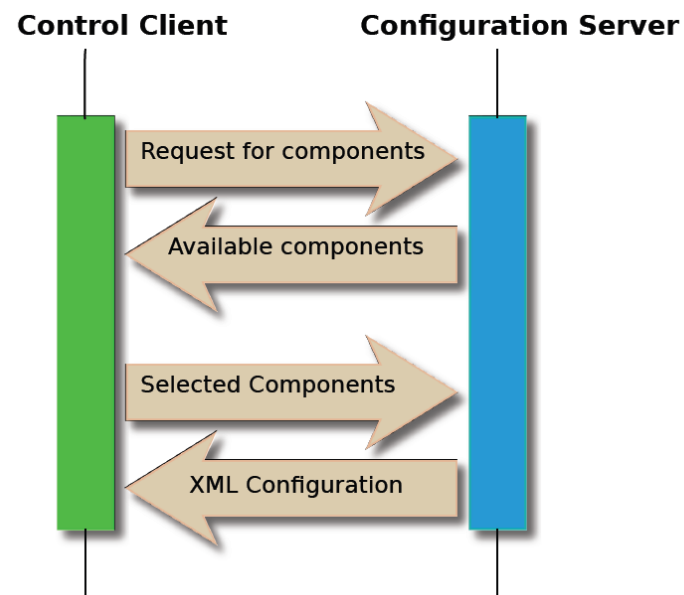 Control Client
Configuration Server
Request for components
Available components
Selected Components
XML Configuration